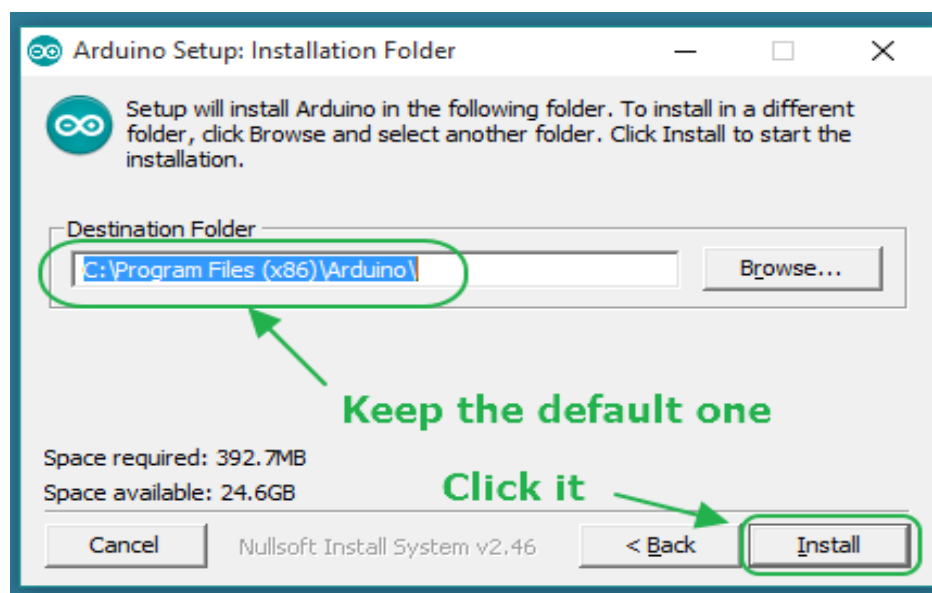 Arduino Setup: Installation Folder
Setup will install Arduino in the following folder. To install in a different
folder, click Browse and select another folder. Click Install to start the
installation.
Destination Folder
C:\Program Files (x86)\Arduino\
Browse...
Keep the default one
Space required: 392.7MB
Space available: 24.6GB
Click it
Cancel
Nullsoft Install System v2.46
< Back
Install